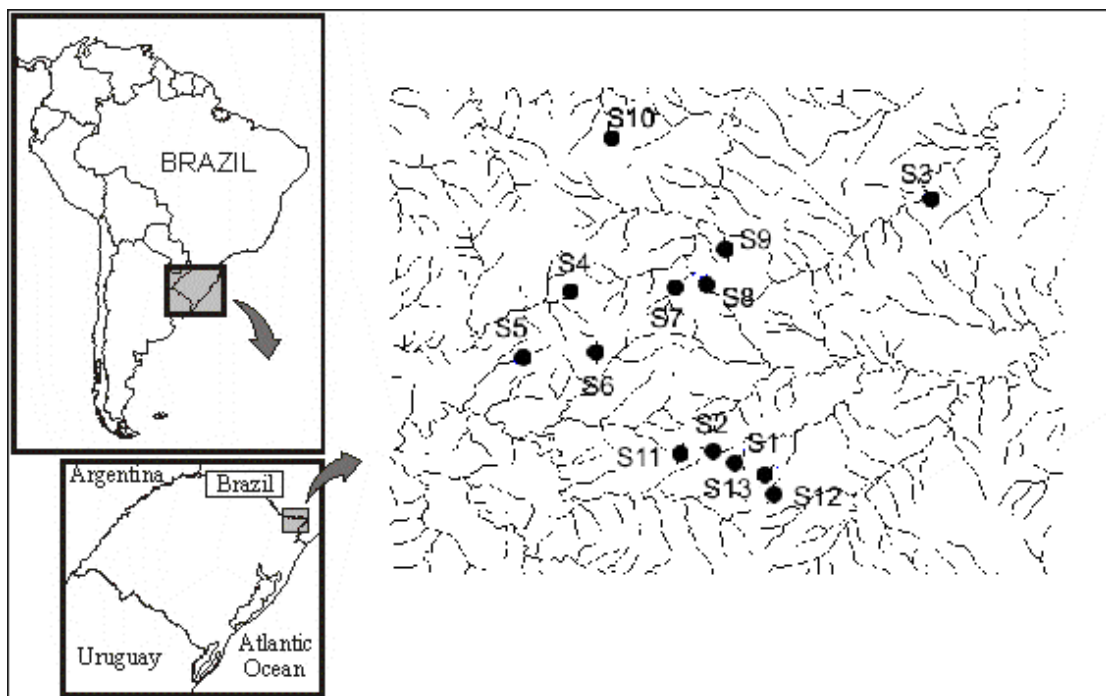 BRAZIL
Argentina
Brazil
Uruguay
Atlantic
Ocean
S10
S3
S9
S4
S8
S7
S5
S6
S2
S1
S11
S13
S12